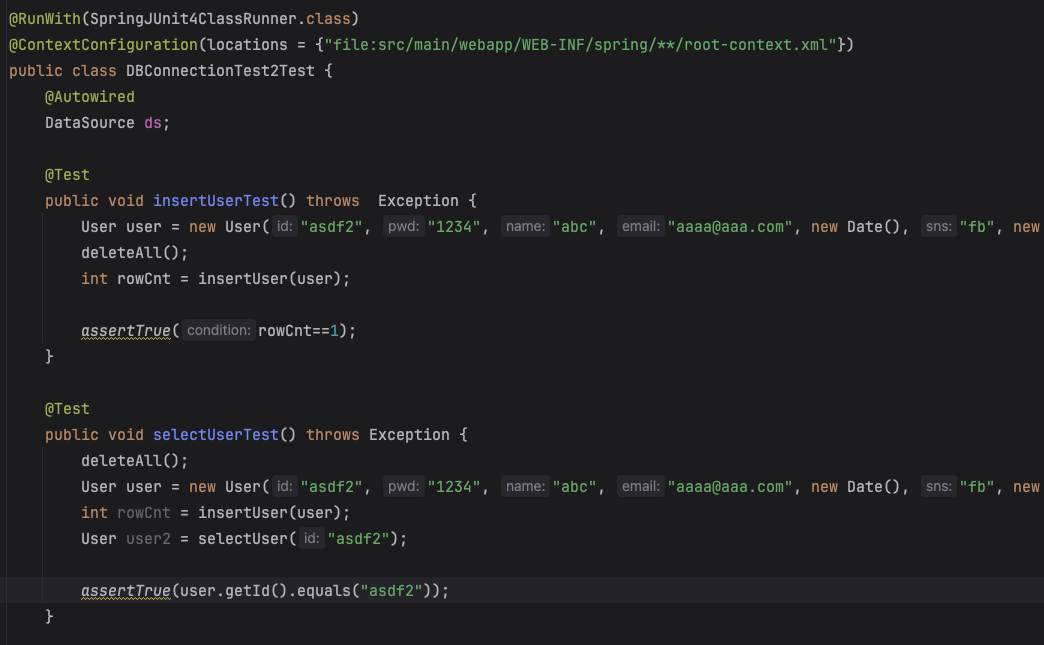 @RunWith(SpringJUnit4ClassRunner.class)
@ContextConfiguration(locations = {"file:src/main/webapp/WEB-INF/spring/**/root-context.xml"})
public class DBConnectionTest2Test {
    @Autowired
    DataSource ds;

    @Test
    public void insertUserTest() throws  Exception {
        User user = new User( id: "asdf2", pwd: "1234", name: "abc", email: "aaaa@aaa.com", new Date(), sns: "fb", new
        deleteAll();
        int rowCnt = insertUser(user);

        assertTrue( condition: rowCnt==1);
    }

    @Test
    public void selectUserTest() throws Exception {
        deleteAll();
        User user = new User( id: "asdf2", pwd: "1234", name: "abc", email: "aaaa@aaa.com", new Date(), sns: "fb", new
        int rowCnt = insertUser(user);
        User user2 = selectUser( id: "asdf2");

        assertTrue(user.getId().equals("asdf2"));
    }